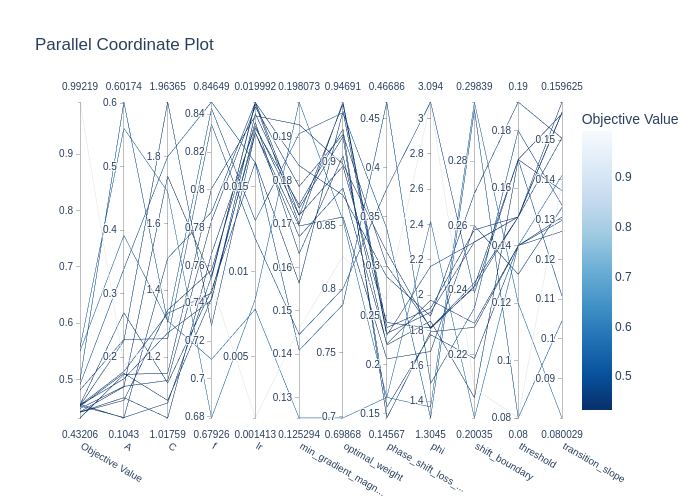 Parallel Coordinate Plot
0.99219 0.60174 1.96365 0.84649 0.019992 0.198073 0.94691 0.46686 3.094 0.29839 0.19 0.159625
Objective Value
0.9 0.8 0.7 0.6 0.5
0.6 0.5 0.4 0.3 0.2
1.8 1.6 1.4 1.2
0.84 0.82 0.8 0.78 0.76 0.74 0.72 0.7 0.68
0.015 0.01 0.005
0.19 0.18 0.17 0.16 0.15 0.14 0.13
0.9 0.85 0.8 0.75 0.7
0.45 0.4 0.35 0.3 0.25 0.2 0.15
3 2.8 2.6 2.4 2.2 2 1.8 1.6 1.4
0.28 0.26 0.24 0.22
0.18 0.16 0.14 0.12 0.1 0.08
0.15 0.14 0.13 0.12 0.11 0.1 0.09
0.9
0.8
0.7
0.6
0.5
0.43206 0.1043 1.01759 0.67926 0.001413 0.125294 0.69868 0.14567 1.3045 0.20035 0.08 0.080029
Objective Value
A
C
f
lr
min_gradient_magn...
optimal_weight
phase_shift_loss_...
phi
shift_boundary
threshold
transition_slope